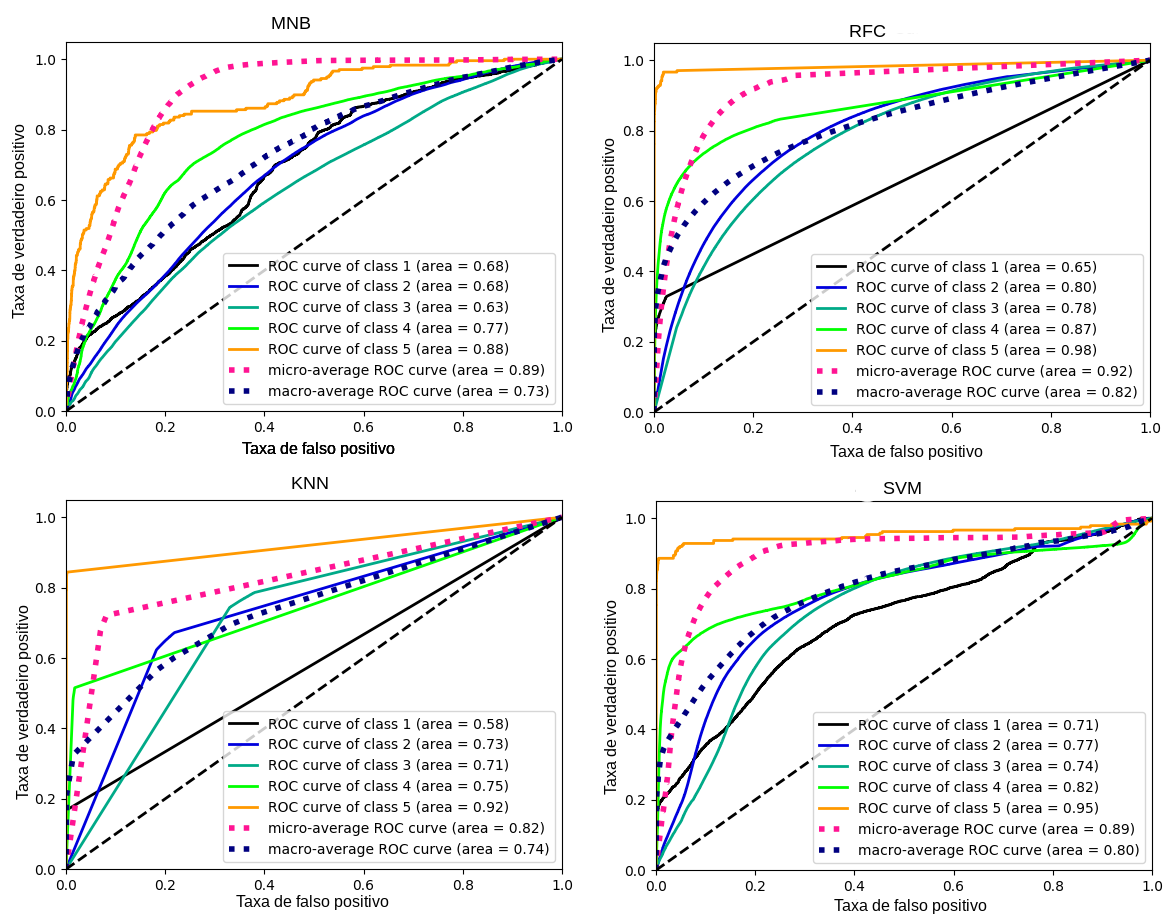 MNB
1.0
0.8
0.6
0.4
0.2
0.0
Taxa de verdadeiro positivo
ROC curve of class 1 (area = 0.68)
ROC curve of class 2 (area = 0.68)
ROC curve of class 3 (area = 0.63)
ROC curve of class 4 (area = 0.77)
ROC curve of class 5 (area = 0.88)
micro-average ROC curve (area = 0.89)
macro-average ROC curve (area = 0.73)
0.0 0.2 0.4 0.6 0.8 1.0
Taxa de falso positivo
RFC
1.0
0.8
0.6
0.4
0.2
0.0
Taxa de verdadeiro positivo
ROC curve of class 1 (area = 0.65)
ROC curve of class 2 (area = 0.80)
ROC curve of class 3 (area = 0.78)
ROC curve of class 4 (area = 0.87)
ROC curve of class 5 (area = 0.98)
micro-average ROC curve (area = 0.92)
macro-average ROC curve (area = 0.82)
0.0 0.2 0.4 0.6 0.8 1.0
Taxa de falso positivo
KNN
1.0
0.8
0.6
0.4
0.2
0.0
Taxa de verdadeiro positivo
ROC curve of class 1 (area = 0.58)
ROC curve of class 2 (area = 0.73)
ROC curve of class 3 (area = 0.71)
ROC curve of class 4 (area = 0.75)
ROC curve of class 5 (area = 0.92)
micro-average ROC curve (area = 0.82)
macro-average ROC curve (area = 0.74)
0.0 0.2 0.4 0.6 0.8 1.0
Taxa de falso positivo
SVM
1.0
0.8
0.6
0.4
0.2
0.0
Taxa de verdadeiro positivo
ROC curve of class 1 (area = 0.71)
ROC curve of class 2 (area = 0.77)
ROC curve of class 3 (area = 0.74)
ROC curve of class 4 (area = 0.82)
ROC curve of class 5 (area = 0.95)
micro-average ROC curve (area = 0.89)
macro-average ROC curve (area = 0.80)
0.0 0.2 0.4 0.6 0.8 1.0
Taxa de falso positivo